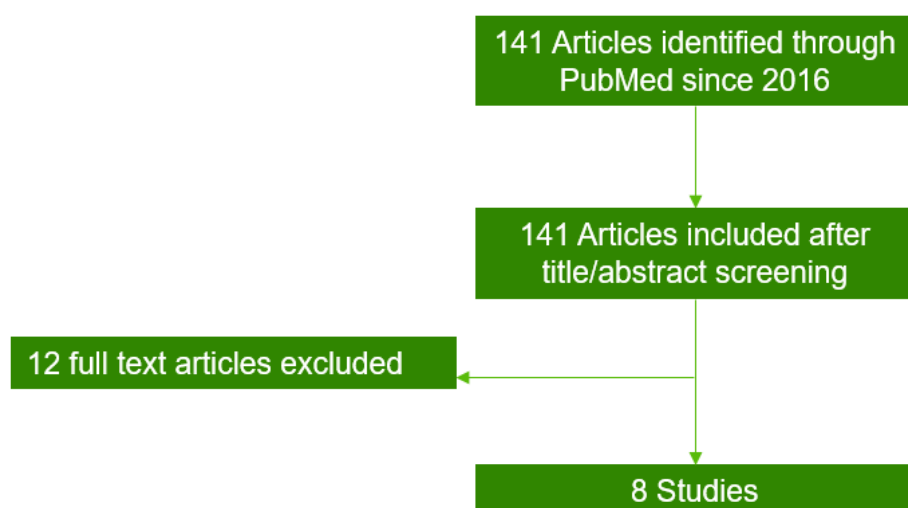 141 Articles identified through
PubMed since 2016
141 Articles included after
title/abstract screening
12 full text articles excluded
8 Studies